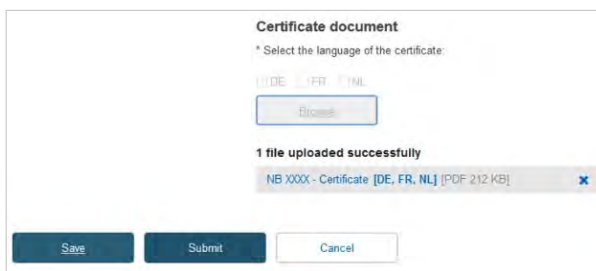 Certificate document
* Select the language of the certificate:
DE FR NL
Browse
1 file uploaded successfully
NB XXXX - Certificate [DE, FR, NL] [PDF 212 KB] ×
Save Submit Cancel